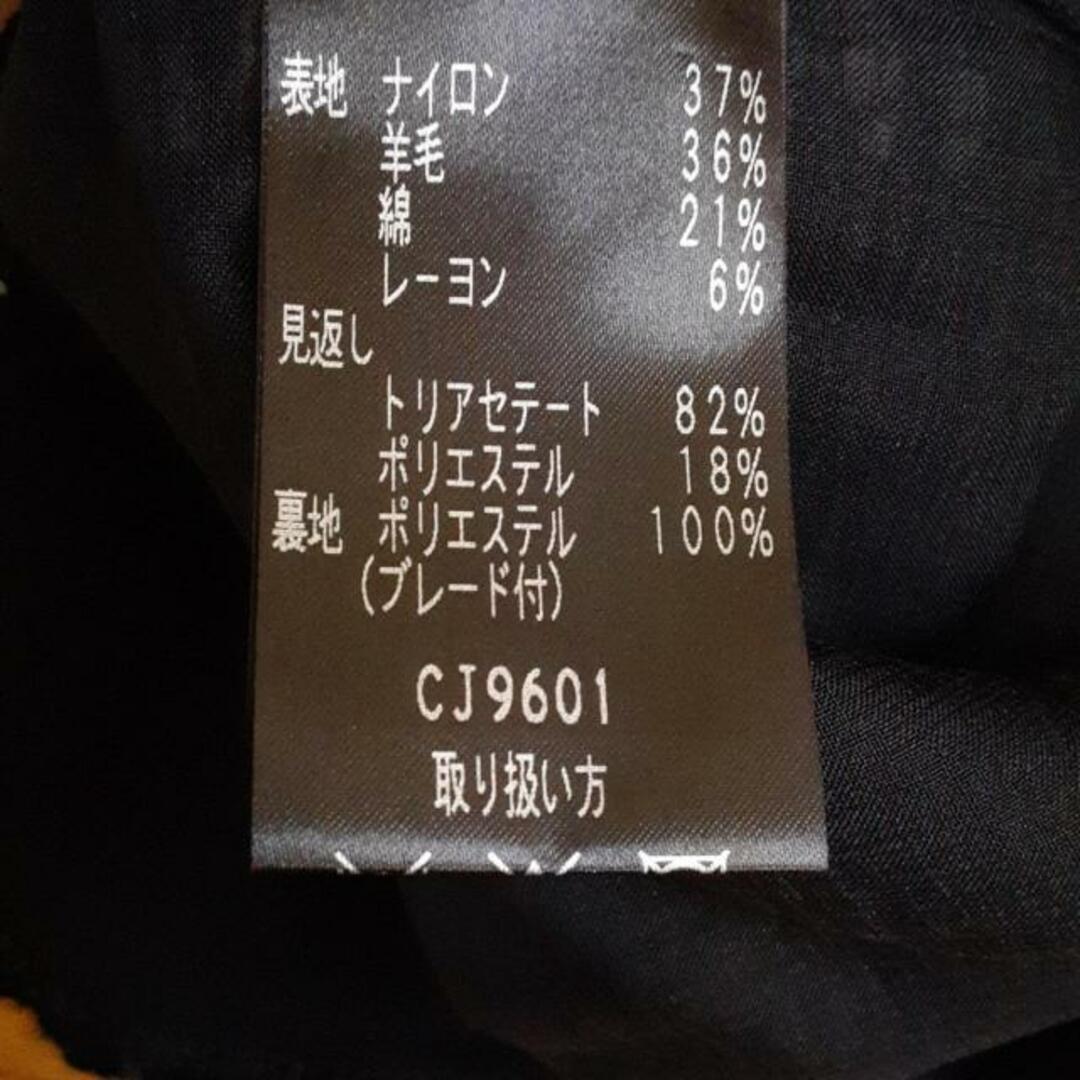 表地 ナイロン 37%
羊毛 36%
綿 21%
レーヨン 6%
見返し
トリアセテート 82%
ポリエステル 18%
裏地 ポリエステル 100%
(ブレード付)
CJ9601
取り扱い方